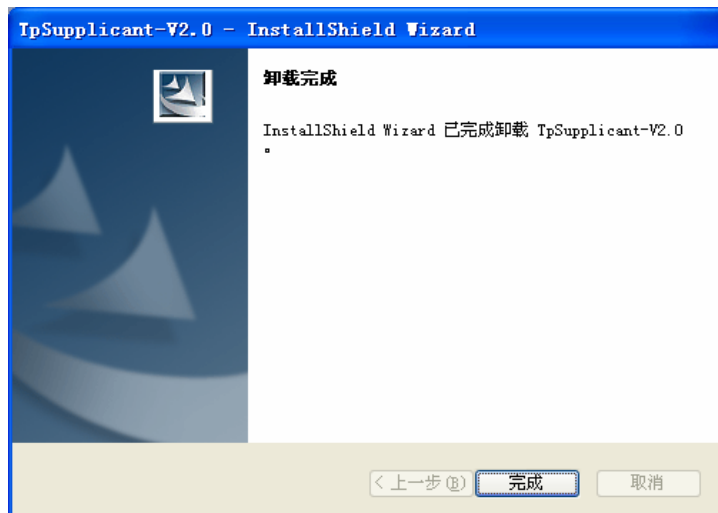 TpSupplicant-V2.0 - InstallShield Wizard
卸载完成
InstallShield Wizard 已完成卸载 TpSupplicant-V2.0
。
< 上一步(B)
完成
取消